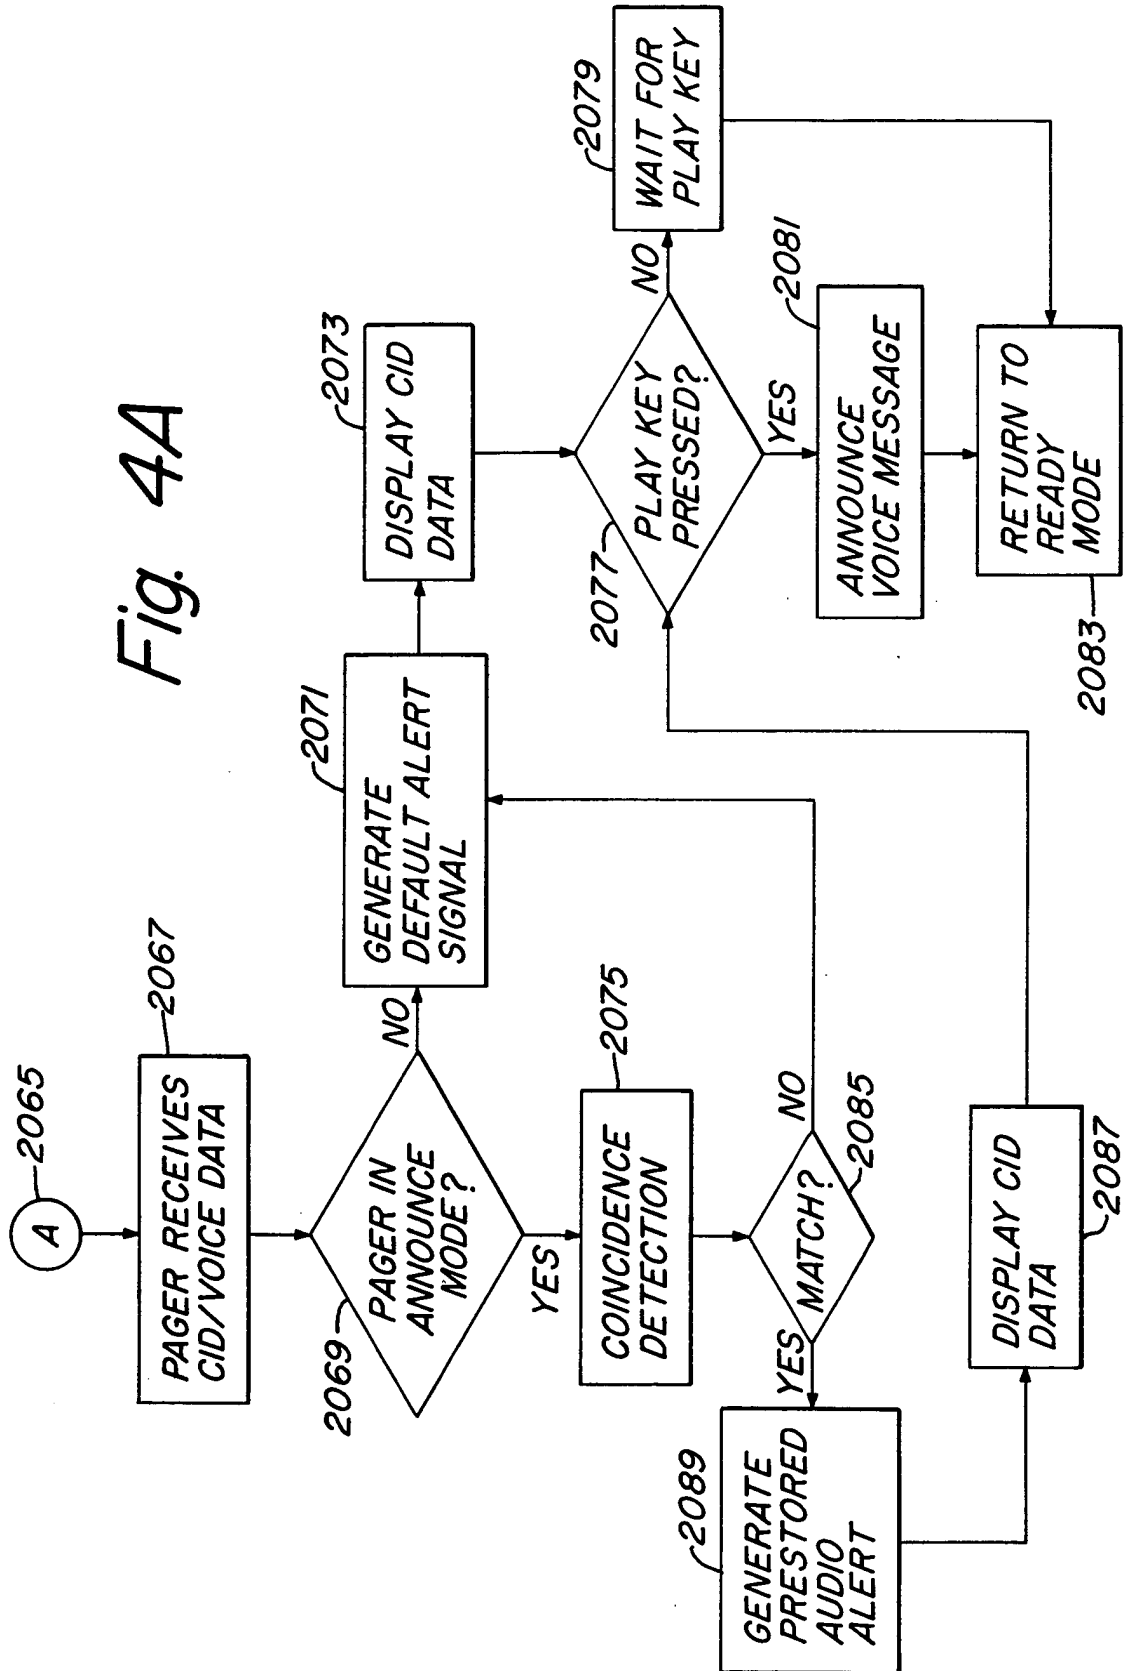 Fig. 4A
A
2065
PAGER RECEIVES
CID/VOICE DATA
2067
PAGER IN
ANNOUNCE
MODE?
2069
NO
YES
GENERATE
DEFAULT ALERT
SIGNAL
2071
DISPLAY CID
DATA
2073
COINCIDENCE
DETECTION
2075
MATCH?
2085
NO
YES
GENERATE
PRESTORED
AUDIO
ALERT
2089
DISPLAY CID
DATA
2087
PLAY KEY
PRESSED?
2077
NO
YES
WAIT FOR
PLAY KEY
2079
ANNOUNCE
VOICE MESSAGE
2081
RETURN TO
READY
MODE
2083